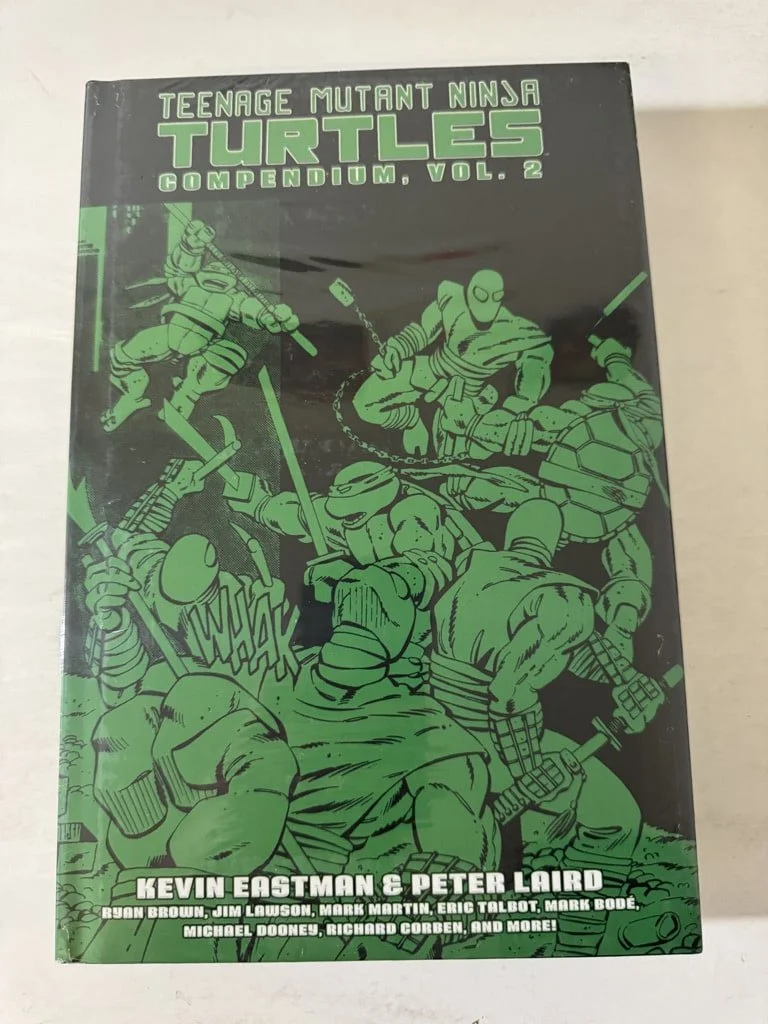 TEENAGE MUTANT NINJA
TURTLES
COMPENDIUM, VOL. 2
WHAK
KEVIN EASTMAN & PETER LAIRD
RYAN BROWN, JIM LAWSON, MARK MARTIN, ERIC TALBOT, MARK BODÉ,
MICHAEL DOONEY, RICHARD CORBEN, AND MORE!